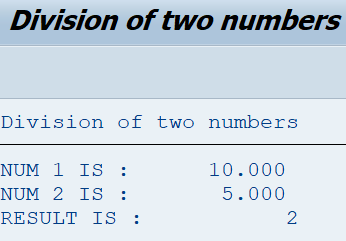 Division of two numbers
Division of two numbers
NUM 1 IS : 10.000
NUM 2 IS : 5.000
RESULT IS : 2